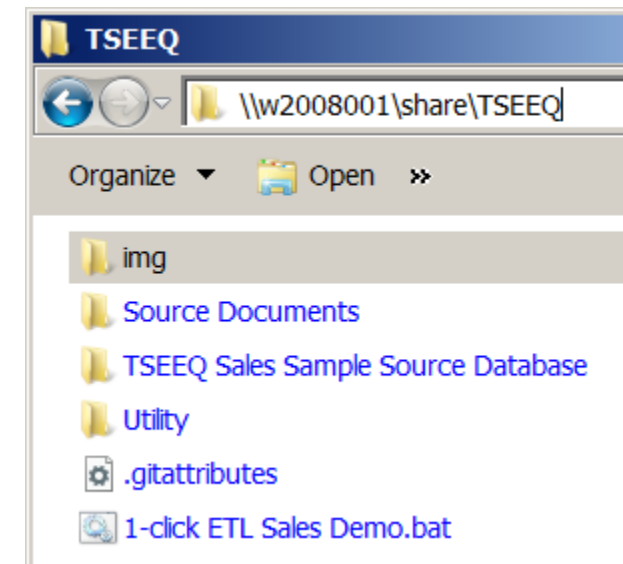 TSEEQ
\\w2008001\share\TSEEQ
Organize Open »
img
Source Documents
TSEEQ Sales Sample Source Database
Utility
.gitattributes
1-click ETL Sales Demo.bat